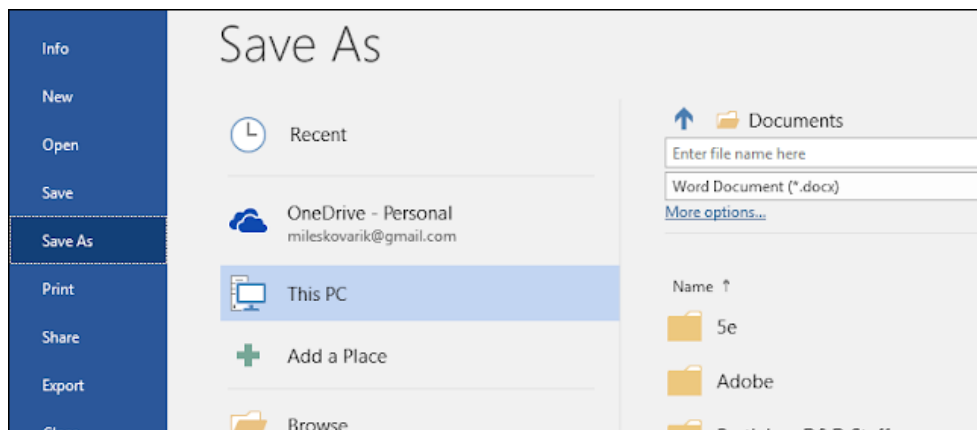 Save As
Info
New
Open
Save
Save As
Print
Share
Export
Recent
OneDrive - Personal
mileskovarik@gmail.com
This PC
Add a Place
Browse
Documents
Enter file name here
Word Document (*.docx)
More options...
Name ↑
5e
Adobe